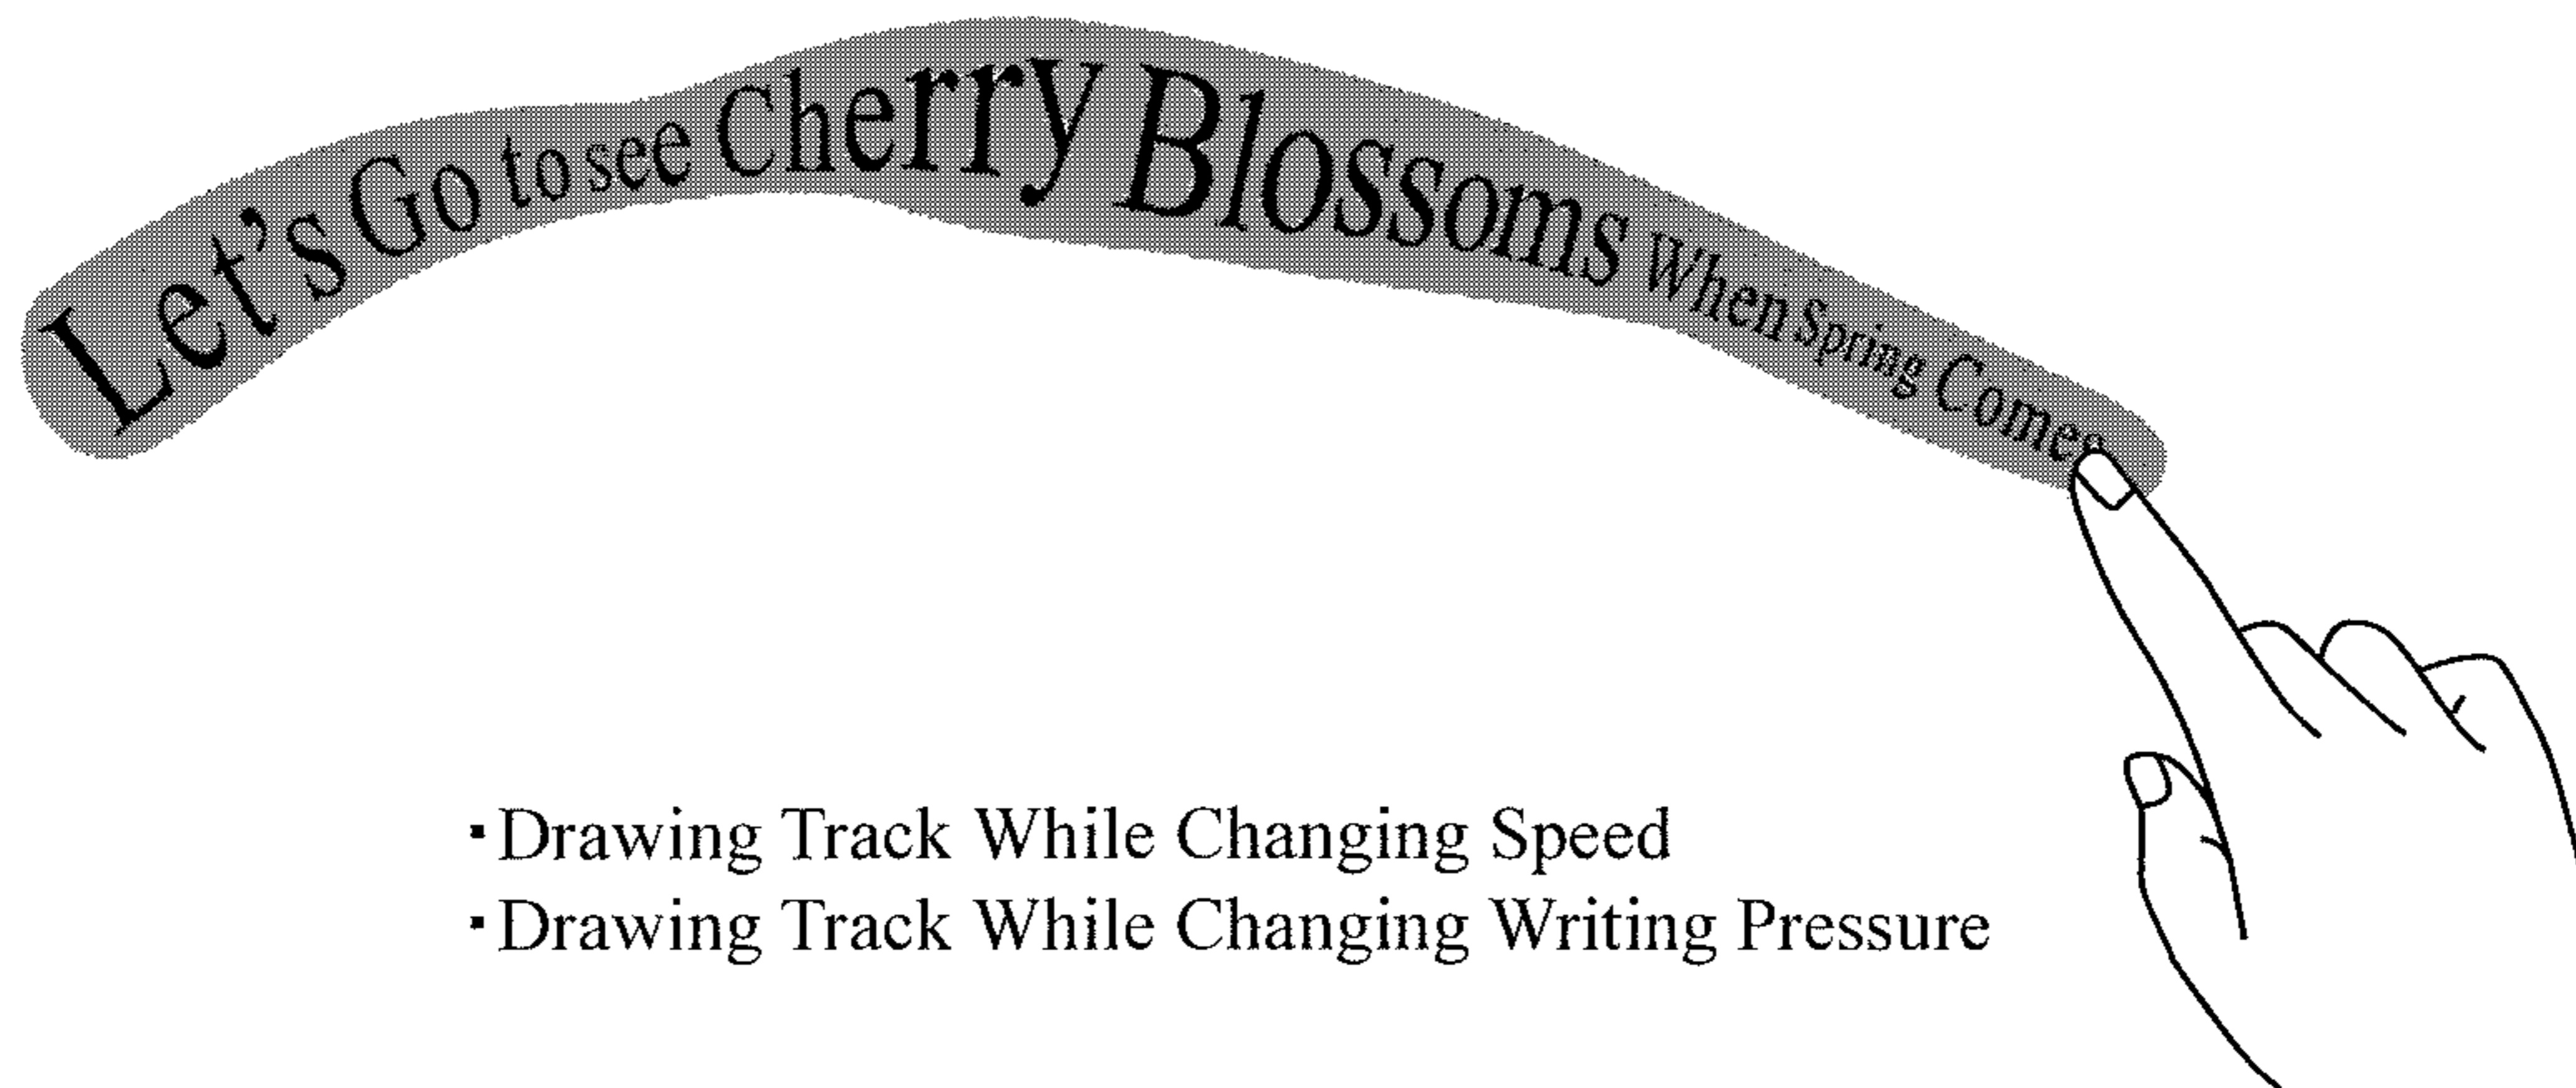 Let's Go to see Cherry Blossoms When Spring Comes
・Drawing Track While Changing Speed
・Drawing Track While Changing Writing Pressure